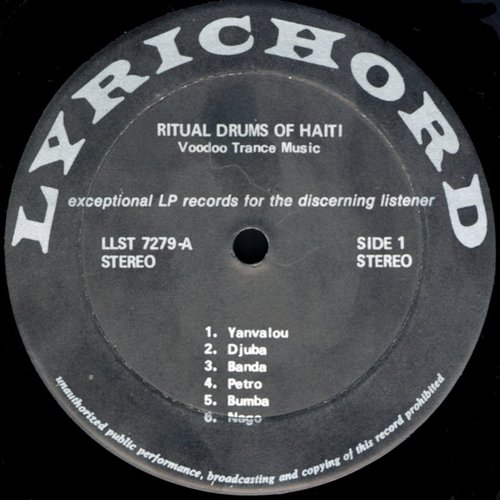 LYRICHORD
RITUAL DRUMS OF HAITI
Voodoo Trance Music
exceptional LP records for the discerning listener
LLST 7279-A
STEREO
SIDE 1
STEREO
1. Yanvalou
2. Djuba
3. Banda
4. Petro
5. Bumba
6. Nago
unauthorized public performance, broadcasting and copying of this record prohibited